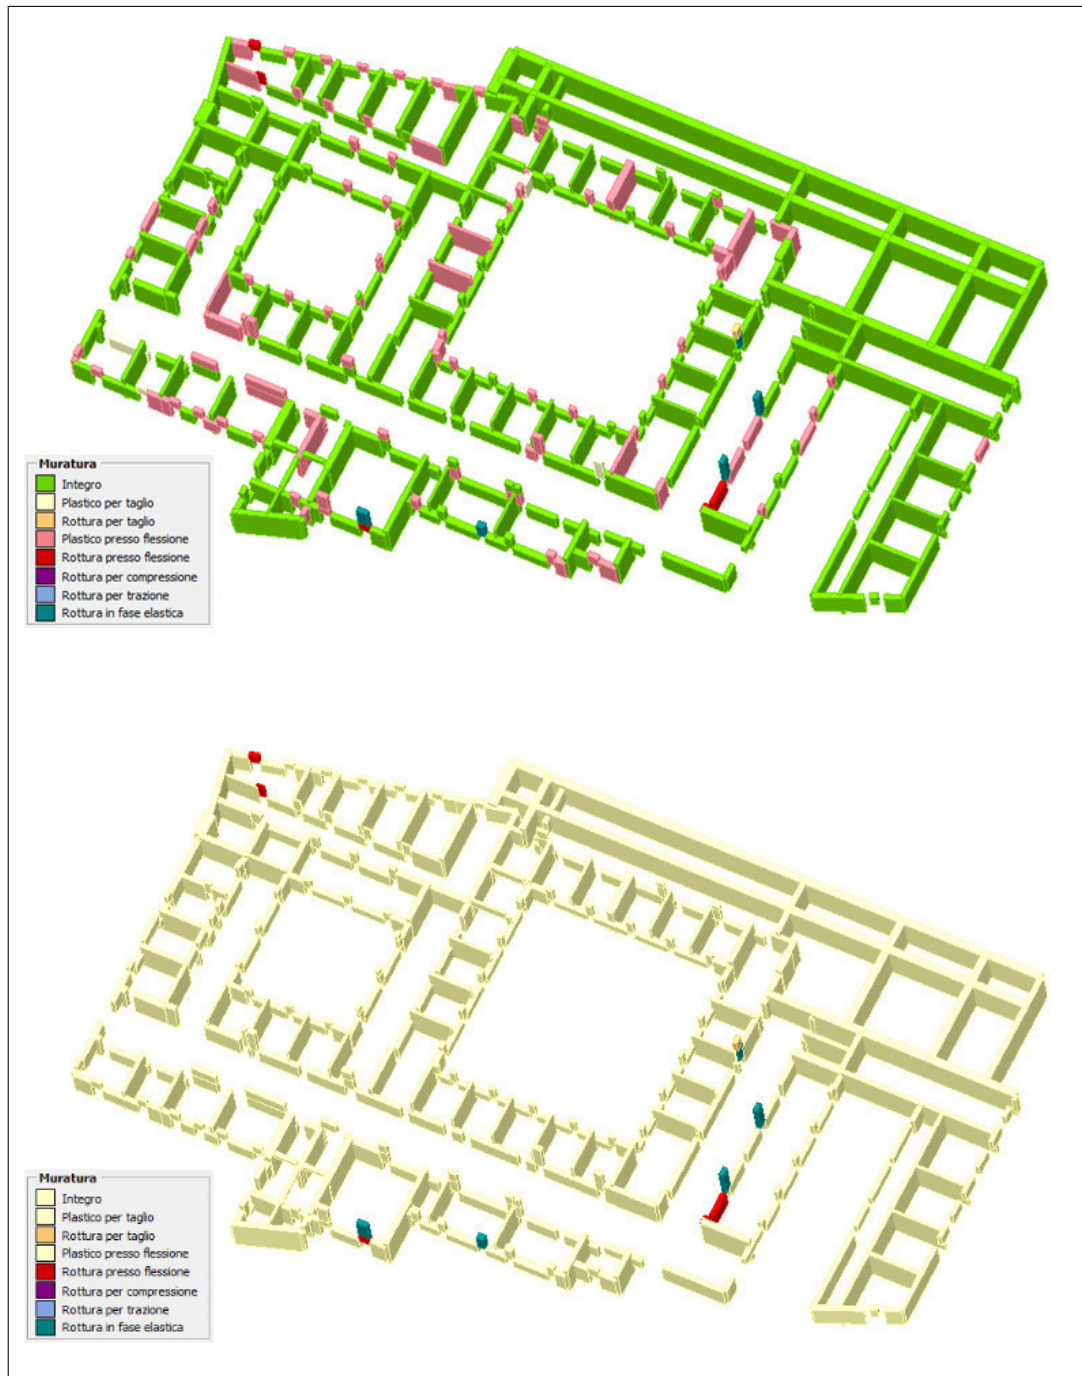 Muratura
Integro
Plastico per taglio
Rottura per taglio
Plastico presso flessione
Rottura presso flessione
Rottura per compressione
Rottura per trazione
Rottura in fase elastica
Muratura
Integro
Plastico per taglio
Rottura per taglio
Plastico presso flessione
Rottura presso flessione
Rottura per compressione
Rottura per trazione
Rottura in fase elastica